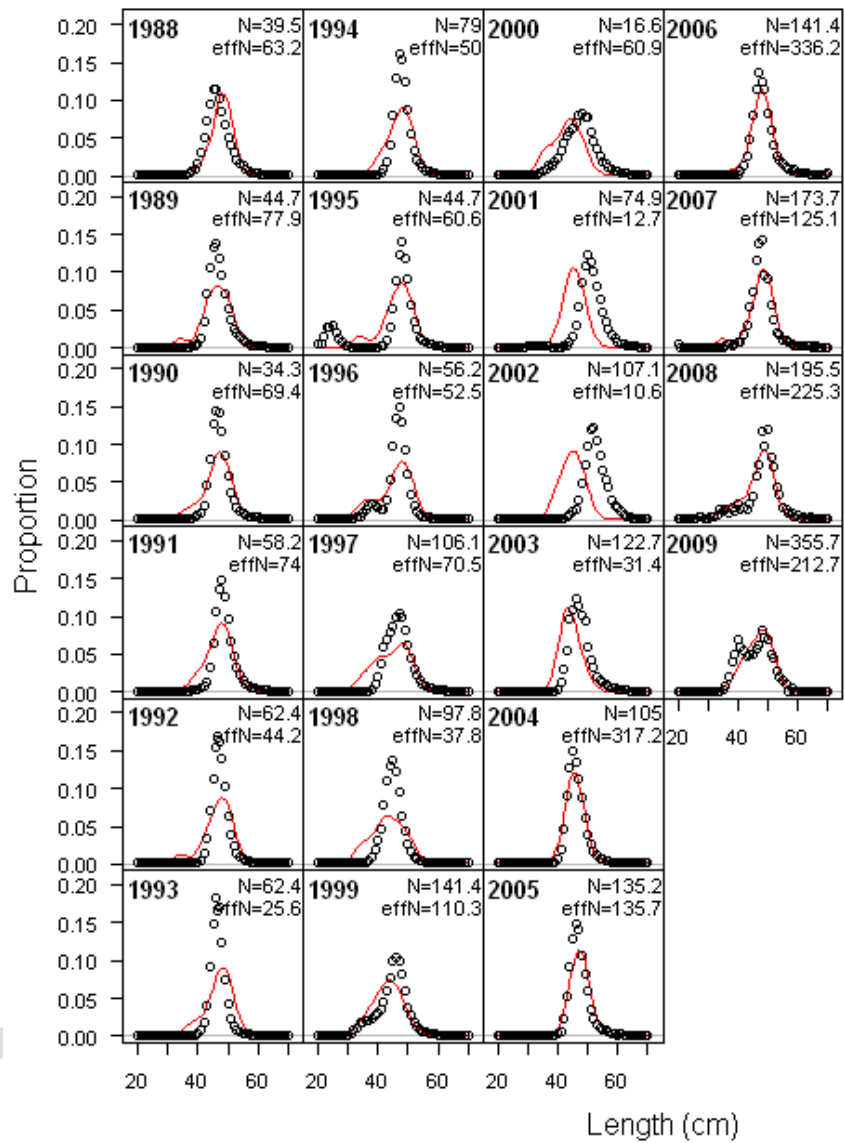 1988 N=39.5
effN=63.2
1994 N=79
effN=50
2000 N=16.6
effN=60.9
2006 N=141.4
effN=336.2
0.20
0.15
0.10
0.05
0.00
1989 N=44.7
effN=77.9
1995 N=44.7
effN=60.6
2001 N=74.9
effN=12.7
2007 N=173.7
effN=125.1
0.20
0.15
0.10
0.05
0.00
1990 N=34.3
effN=69.4
1996 N=56.2
effN=52.5
2002 N=107.1
effN=10.6
2008 N=195.5
effN=225.3
0.20
0.15
0.10
0.05
0.00
Proportion
1991 N=58.2
effN=74
1997 N=106.1
effN=70.5
2003 N=122.7
effN=31.4
2009 N=355.7
effN=212.7
0.20
0.15
0.10
0.05
0.00
20 40 60
1992 N=62.4
effN=44.2
1998 N=97.8
effN=37.8
2004 N=105
effN=317.2
0.20
0.15
0.10
0.05
0.00
1993 N=62.4
effN=25.6
1999 N=141.4
effN=110.3
2005 N=135.2
effN=135.7
0.20
0.15
0.10
0.05
0.00
20 40 60 20 40 60 20 40 60
Length (cm)